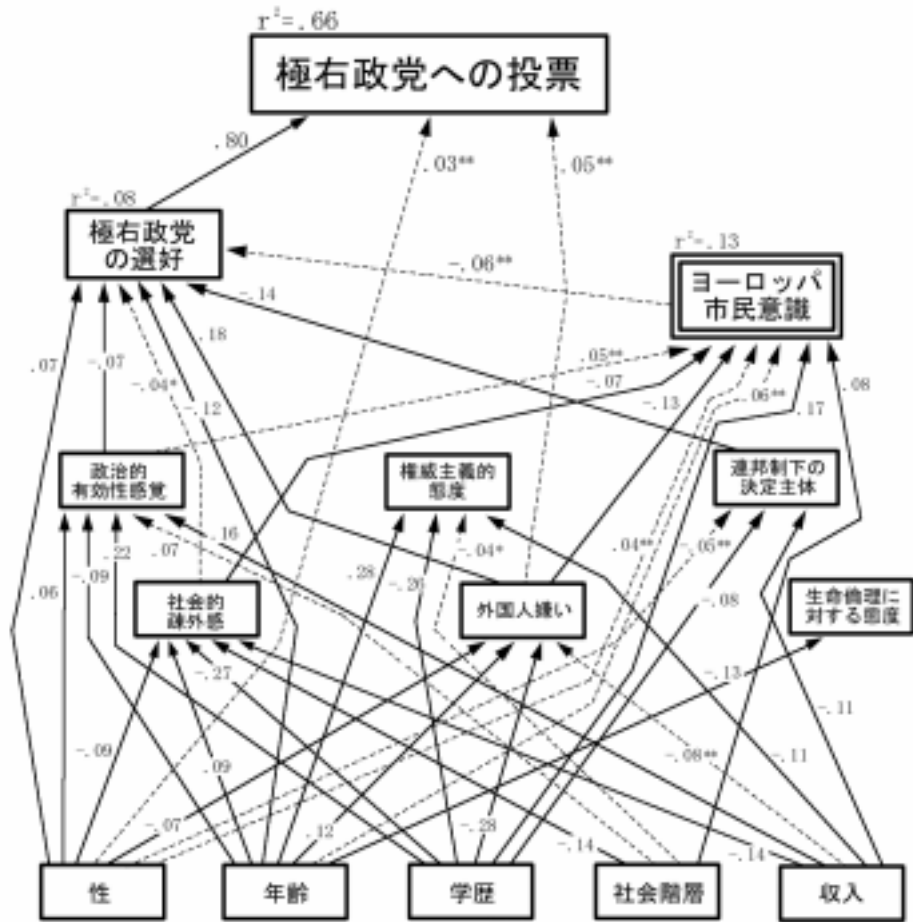 r²=.66
極右政党への投票
.80
.03**
.05**
r²=.08
極右政党
の選好
r²=.13
ヨーロッパ
市民意識
-.06**
-.14
.18
.07
-.07
-.04*
-.12
.05**
-.07
-.13
.06**
.17
.08
政治的
有効性感覚
権威主義的
態度
連邦制下の
決定主体
.16
.22
.07
-.09
.06
.28
-.26
-.04*
.04**
-.05**
-.08
社会的
疎外感
外国人嫌い
生命倫理に
対する態度
-.27
-.13
-.11
-.09
.09
-.08**
-.11
-.07
.12
-.28
-.14
-.14
性
年齢
学歴
社会階層
収入